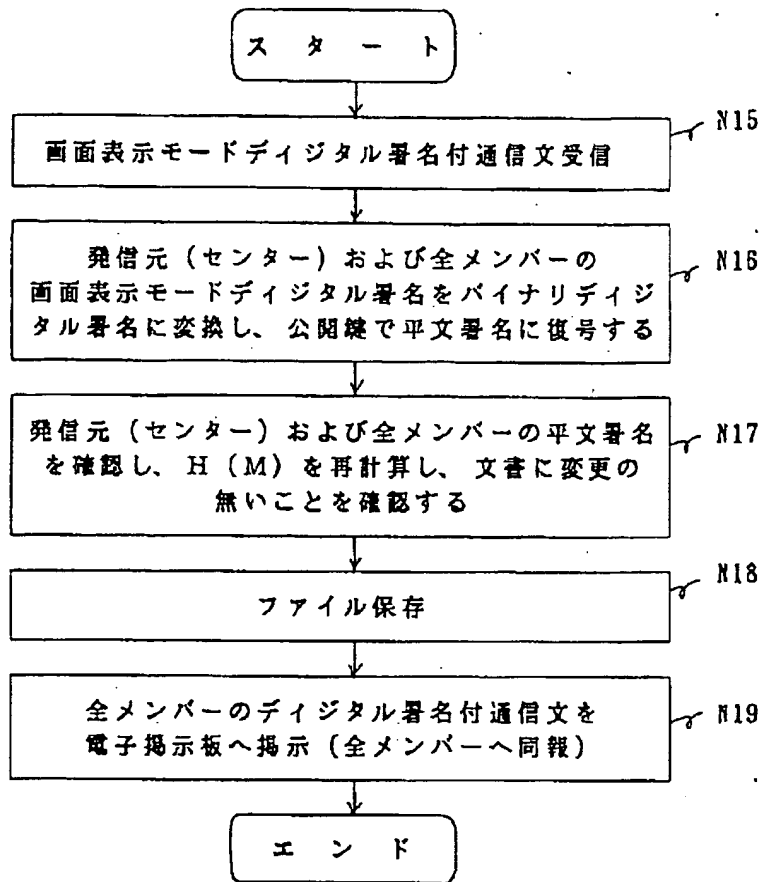 スタート
N15
画面表示モードディジタル署名付通信文受信
発信元(センター)および全メンバーの
N16
画面表示モードディジタル署名をバイナリディジ
タル署名に変換し、公開鍵で平文署名に復号する
発信元(センター)および全メンバーの平文署名
N17
を確認し、H(M)を再計算し、文書に変更の
無いことを確認する
N18
ファイル保存
全メンバーのディジタル署名付通信文を
N19
電子掲示板へ掲示(全メンバーへ同報)
エンド